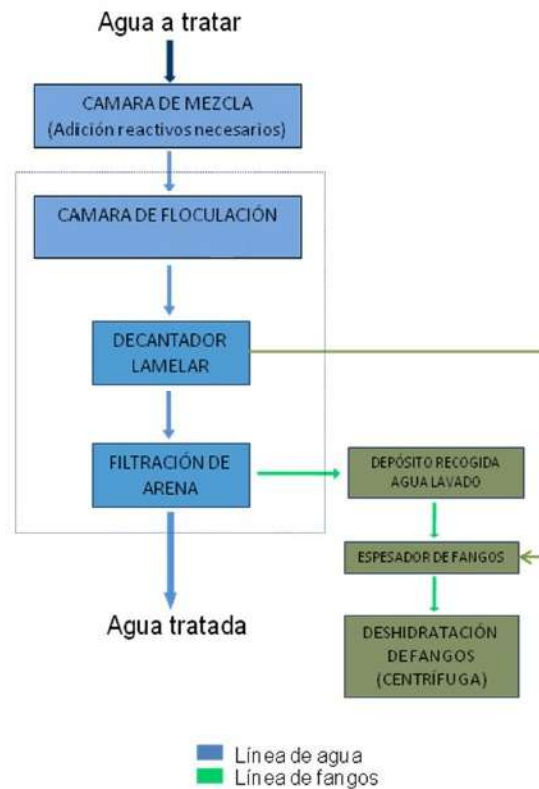 Agua a tratar
CAMARA DE MEZCLA
(Adición reactivos necesarios)
CAMARA DE FLOCULACIÓN
DECANTADOR
LAMELAR
FILTRACIÓN DE
ARENA
DEPÓSITO RECOGIDA
AGUA LAVADO
ESPESADOR DE FANGOS
Agua tratada
DESHIDRATACIÓN
DE FANGOS
(CENTRÍFUGA)
Línea de agua
Línea de fangos